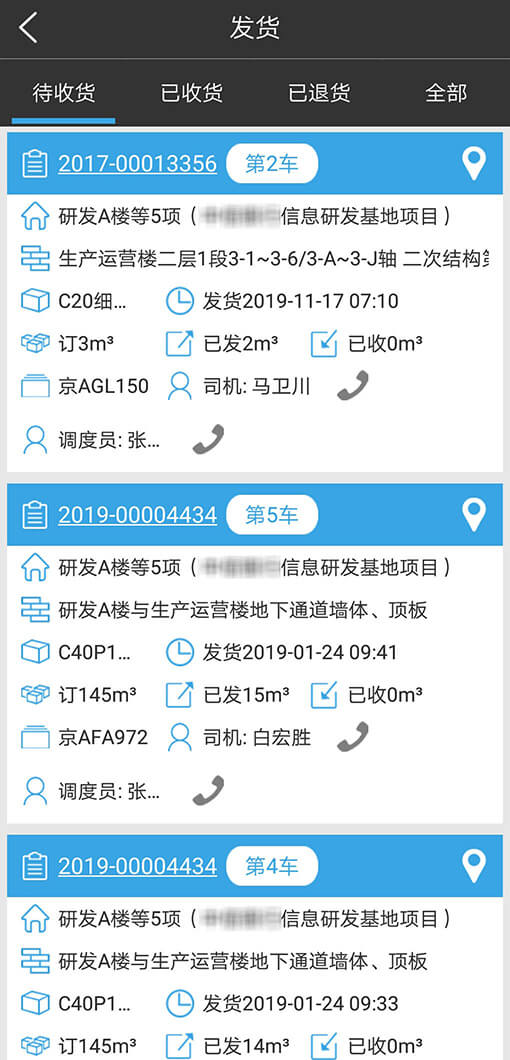 发货
待收货 已收货 已退货 全部
2017-00013356 第2车
研发A楼等5项（ 信息研发基地项目）
生产运营楼二层1段3-1~3-6/3-A~3-J轴 二次结构
C20细... 发货2019-11-17 07:10
订3m³ 已发2m³ 已收0m³
京AGL150 司机: 马卫川
调度员: 张...
2019-00004434 第5车
研发A楼等5项（ 信息研发基地项目）
研发A楼与生产运营楼地下通道墙体、顶板
C40P1... 发货2019-01-24 09:41
订145m³ 已发15m³ 已收0m³
京AFA972 司机: 白宏胜
调度员: 张...
2019-00004434 第4车
研发A楼等5项（ 信息研发基地项目）
研发A楼与生产运营楼地下通道墙体、顶板
C40P1... 发货2019-01-24 09:33
订145m³ 已发14m³ 已收0m³